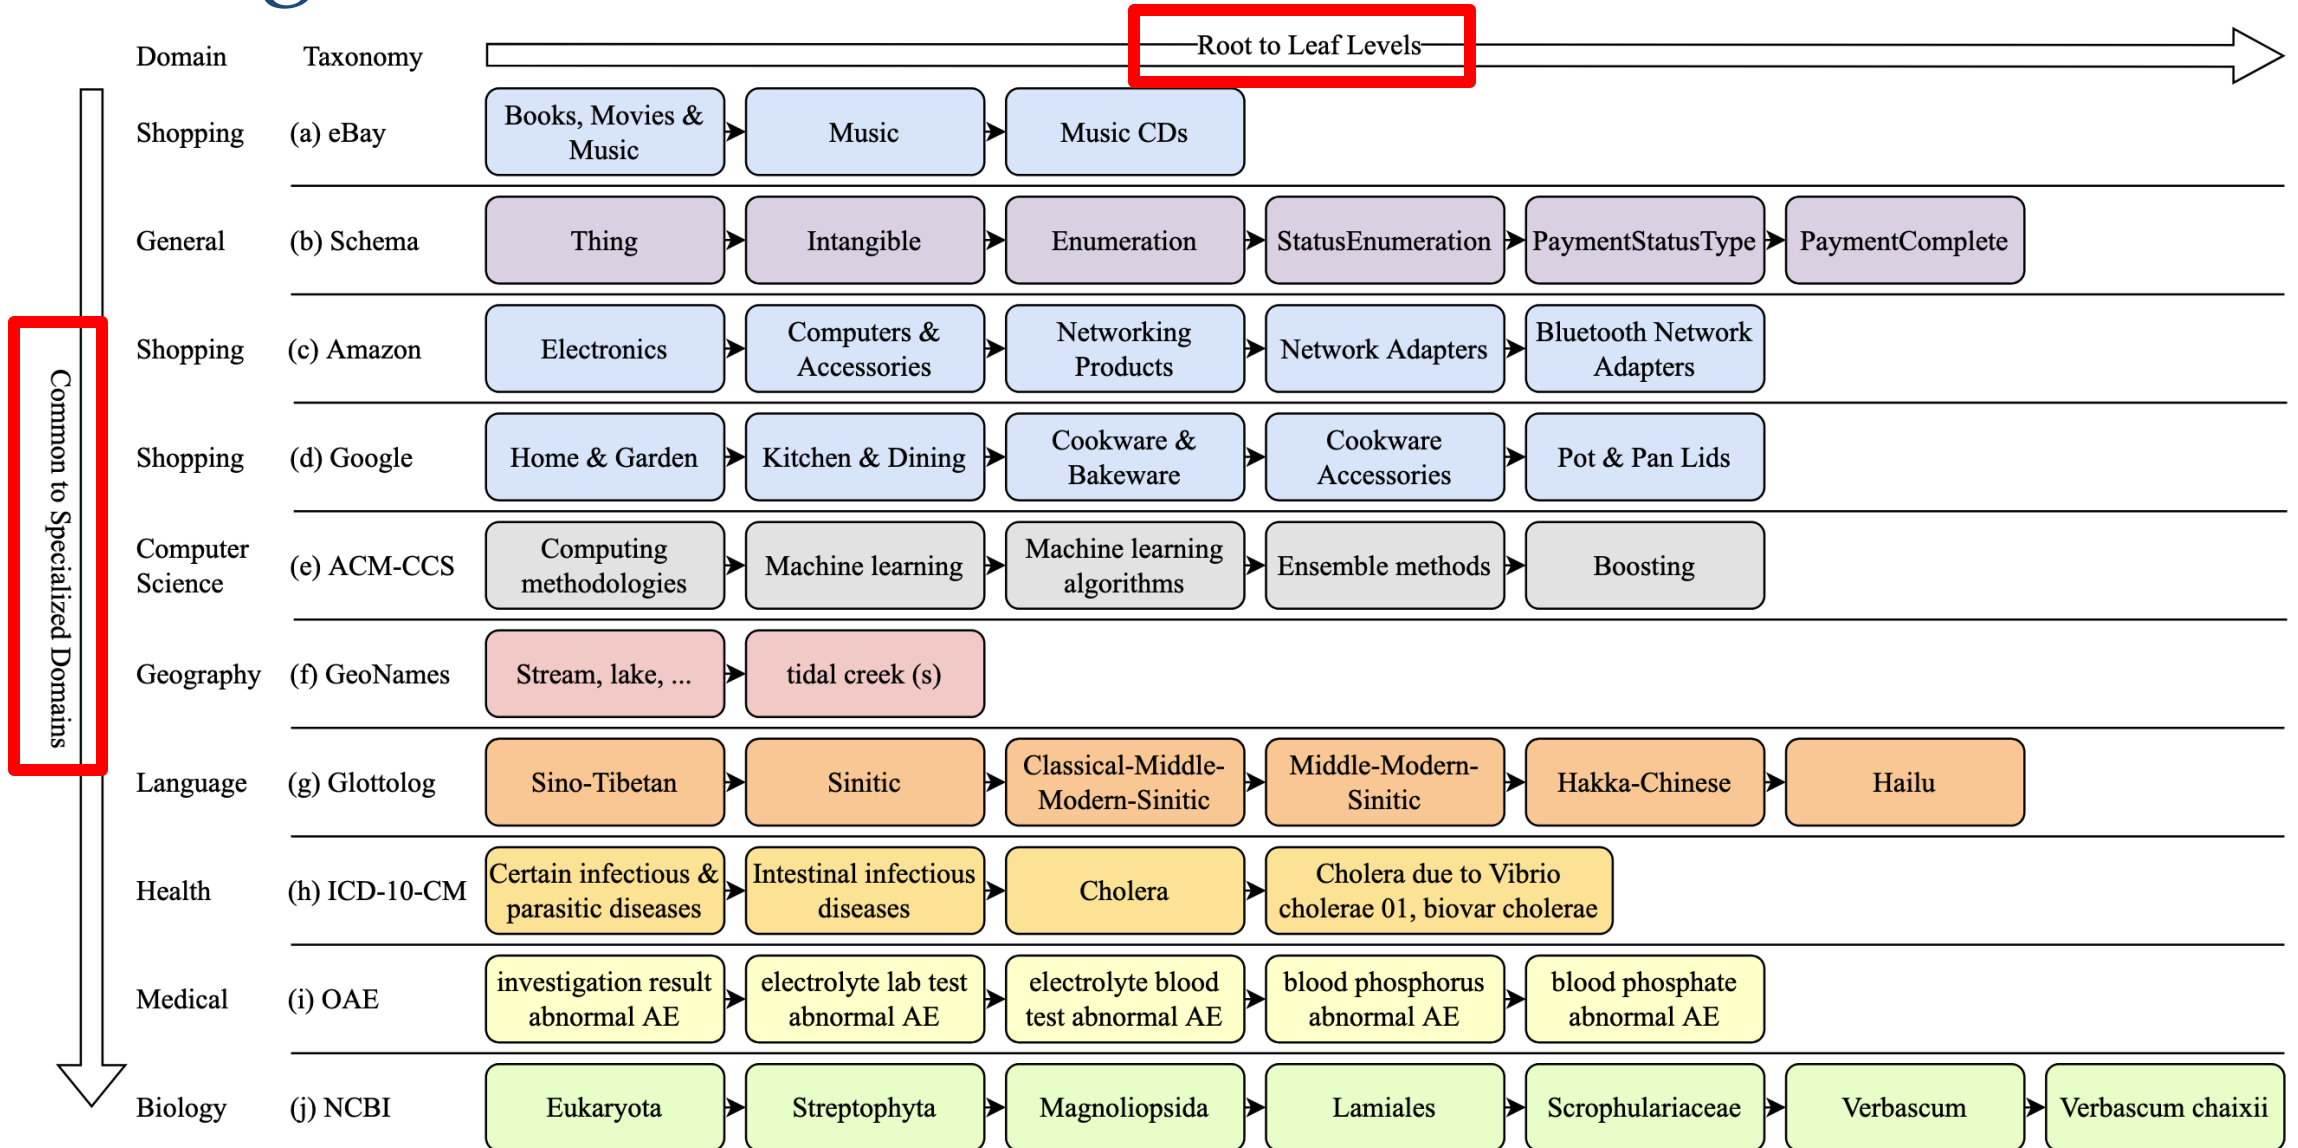 Domain
Taxonomy
Root to Leaf Levels
Common to Specialized Domains
Shopping
(a) eBay
Books, Movies &
Music
Music
Music CDs
General
(b) Schema
Thing
Intangible
Enumeration
StatusEnumeration
PaymentStatusType
PaymentComplete
Shopping
(c) Amazon
Electronics
Computers &
Accessories
Networking
Products
Network Adapters
Bluetooth Network
Adapters
Shopping
(d) Google
Home & Garden
Kitchen & Dining
Cookware &
Bakeware
Cookware
Accessories
Pot & Pan Lids
Computer
Science
(e) ACM-CCS
Computing
methodologies
Machine learning
Machine learning
algorithms
Ensemble methods
Boosting
Geography
(f) GeoNames
Stream, lake, ...
tidal creek (s)
Language
(g) Glottolog
Sino-Tibetan
Sinitic
Classical-Middle-
Modern-Sinitic
Middle-Modern-
Sinitic
Hakka-Chinese
Hailu
Health
(h) ICD-10-CM
Certain infectious &
parasitic diseases
Intestinal infectious
diseases
Cholera
Cholera due to Vibrio
cholerae 01, biovar cholerae
Medical
(i) OAE
investigation result
abnormal AE
electrolyte lab test
abnormal AE
electrolyte blood
test abnormal AE
blood phosphorus
abnormal AE
blood phosphate
abnormal AE
Biology
(j) NCBI
Eukaryota
Streptophyta
Magnoliopsida
Lamiales
Scrophulariaceae
Verbascum
Verbascum chaixii